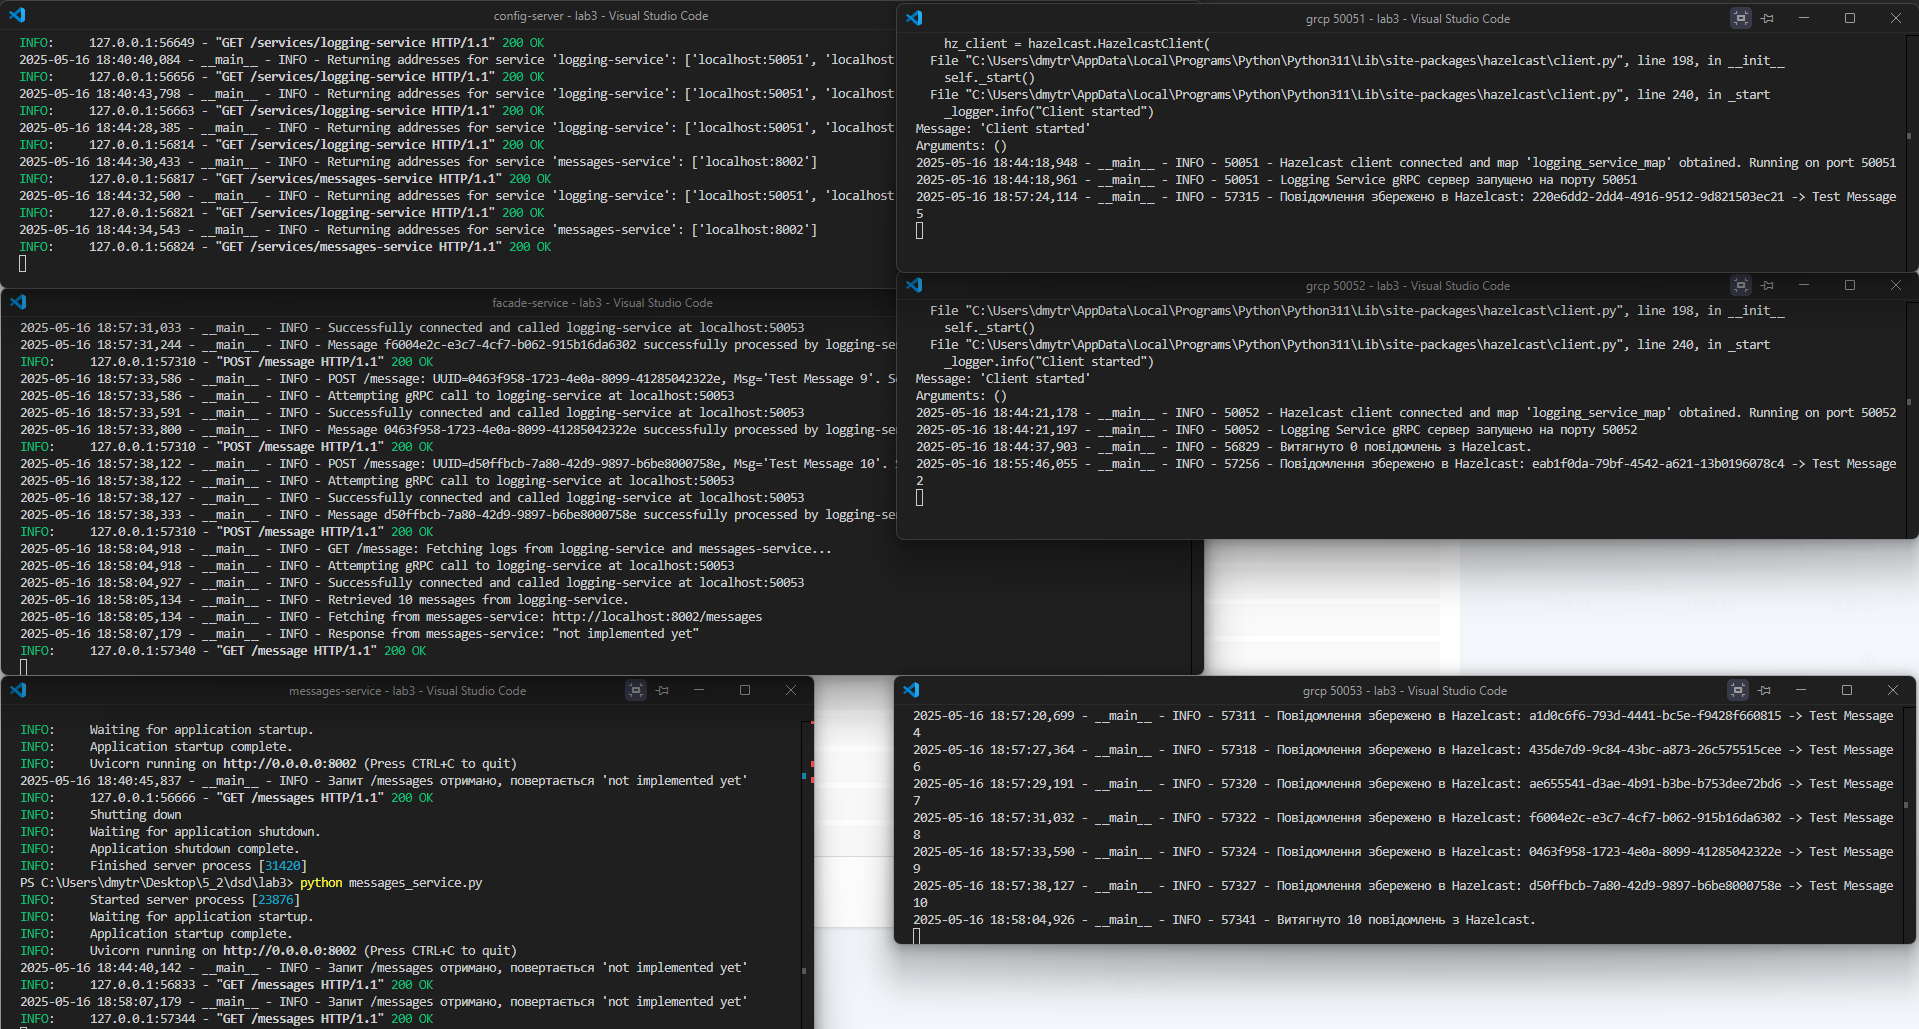 config-server - lab3 - Visual Studio Code
INFO:     127.0.0.1:56649 - "GET /services/logging-service HTTP/1.1" 200 OK
2025-05-16 18:40:40,084 - __main__ - INFO - Returning addresses for service 'logging-service': ['localhost:50051', 'localhost
INFO:     127.0.0.1:56656 - "GET /services/logging-service HTTP/1.1" 200 OK
2025-05-16 18:40:43,798 - __main__ - INFO - Returning addresses for service 'logging-service': ['localhost:50051', 'localhost
INFO:     127.0.0.1:56663 - "GET /services/logging-service HTTP/1.1" 200 OK
2025-05-16 18:44:28,385 - __main__ - INFO - Returning addresses for service 'logging-service': ['localhost:50051', 'localhost
INFO:     127.0.0.1:56814 - "GET /services/logging-service HTTP/1.1" 200 OK
2025-05-16 18:44:30,433 - __main__ - INFO - Returning addresses for service 'messages-service': ['localhost:8002']
INFO:     127.0.0.1:56817 - "GET /services/messages-service HTTP/1.1" 200 OK
2025-05-16 18:44:32,500 - __main__ - INFO - Returning addresses for service 'logging-service': ['localhost:50051', 'localhost
INFO:     127.0.0.1:56821 - "GET /services/logging-service HTTP/1.1" 200 OK
2025-05-16 18:44:34,543 - __main__ - INFO - Returning addresses for service 'messages-service': ['localhost:8002']
INFO:     127.0.0.1:56824 - "GET /services/messages-service HTTP/1.1" 200 OK
grcp 50051 - lab3 - Visual Studio Code
hz_client = hazelcast.HazelcastClient(
File "C:\Users\dmytr\AppData\Local\Programs\Python\Python311\Lib\site-packages\hazelcast\client.py", line 198, in __init__
self._start()
File "C:\Users\dmytr\AppData\Local\Programs\Python\Python311\Lib\site-packages\hazelcast\client.py", line 240, in _start
_logger.info("Client started")
Message: 'Client started'
Arguments: ()
2025-05-16 18:44:18,948 - __main__ - INFO - 50051 - Hazelcast client connected and map 'logging_service_map' obtained. Running on port 50051
2025-05-16 18:44:18,961 - __main__ - INFO - 50051 - Logging Service gRPC сервер запущено на порту 50051
2025-05-16 18:57:24,114 - __main__ - INFO - 57315 - Повідомлення збережено в Hazelcast: 220e6dd2-2dd4-4916-9512-9d821503ec21 -> Test Message
5
facade-service - lab3 - Visual Studio Code
2025-05-16 18:57:31,033 - __main__ - INFO - Successfully connected and called logging-service at localhost:50053
2025-05-16 18:57:31,244 - __main__ - INFO - Message f6004e2c-e3c7-4cf7-b062-915b16da6302 successfully processed by logging-se
INFO:     127.0.0.1:57310 - "POST /message HTTP/1.1" 200 OK
2025-05-16 18:57:33,586 - __main__ - INFO - POST /message: UUID=0463f958-1723-4e0a-8099-41285042322e, Msg='Test Message 9'. S
2025-05-16 18:57:33,586 - __main__ - INFO - Attempting gRPC call to logging-service at localhost:50053
2025-05-16 18:57:33,591 - __main__ - INFO - Successfully connected and called logging-service at localhost:50053
2025-05-16 18:57:33,800 - __main__ - INFO - Message 0463f958-1723-4e0a-8099-41285042322e successfully processed by logging-se
INFO:     127.0.0.1:57310 - "POST /message HTTP/1.1" 200 OK
2025-05-16 18:57:38,122 - __main__ - INFO - POST /message: UUID=d50ffbcb-7a80-42d9-9897-b6be8000758e, Msg='Test Message 10'.
2025-05-16 18:57:38,122 - __main__ - INFO - Attempting gRPC call to logging-service at localhost:50053
2025-05-16 18:57:38,127 - __main__ - INFO - Successfully connected and called logging-service at localhost:50053
2025-05-16 18:57:38,333 - __main__ - INFO - Message d50ffbcb-7a80-42d9-9897-b6be8000758e successfully processed by logging-se
INFO:     127.0.0.1:57310 - "POST /message HTTP/1.1" 200 OK
2025-05-16 18:58:04,918 - __main__ - INFO - GET /message: Fetching logs from logging-service and messages-service...
2025-05-16 18:58:04,918 - __main__ - INFO - Attempting gRPC call to logging-service at localhost:50053
2025-05-16 18:58:04,927 - __main__ - INFO - Successfully connected and called logging-service at localhost:50053
2025-05-16 18:58:05,134 - __main__ - INFO - Retrieved 10 messages from logging-service.
2025-05-16 18:58:05,134 - __main__ - INFO - Fetching from messages-service: http://localhost:8002/messages
2025-05-16 18:58:07,179 - __main__ - INFO - Response from messages-service: "not implemented yet"
INFO:     127.0.0.1:57340 - "GET /message HTTP/1.1" 200 OK
grcp 50052 - lab3 - Visual Studio Code
File "C:\Users\dmytr\AppData\Local\Programs\Python\Python311\Lib\site-packages\hazelcast\client.py", line 198, in __init__
self._start()
File "C:\Users\dmytr\AppData\Local\Programs\Python\Python311\Lib\site-packages\hazelcast\client.py", line 240, in _start
_logger.info("Client started")
Message: 'Client started'
Arguments: ()
2025-05-16 18:44:21,178 - __main__ - INFO - 50052 - Hazelcast client connected and map 'logging_service_map' obtained. Running on port 50052
2025-05-16 18:44:21,197 - __main__ - INFO - 50052 - Logging Service gRPC сервер запущено на порту 50052
2025-05-16 18:44:37,903 - __main__ - INFO - 56829 - Витягнуто 0 повідомлень з Hazelcast.
2025-05-16 18:55:46,055 - __main__ - INFO - 57256 - Повідомлення збережено в Hazelcast: eab1f0da-79bf-4542-a621-13b0196078c4 -> Test Message
2
messages-service - lab3 - Visual Studio Code
INFO:     Waiting for application startup.
INFO:     Application startup complete.
INFO:     Uvicorn running on http://0.0.0.0:8002 (Press CTRL+C to quit)
2025-05-16 18:40:45,837 - __main__ - INFO - Запит /messages отримано, повертається 'not implemented yet'
INFO:     127.0.0.1:56666 - "GET /messages HTTP/1.1" 200 OK
INFO:     Shutting down
INFO:     Waiting for application shutdown.
INFO:     Application shutdown complete.
INFO:     Finished server process [31420]
PS C:\Users\dmytr\Desktop\5_2\dsd\lab3> python messages_service.py
INFO:     Started server process [23876]
INFO:     Waiting for application startup.
INFO:     Application startup complete.
INFO:     Uvicorn running on http://0.0.0.0:8002 (Press CTRL+C to quit)
2025-05-16 18:44:40,142 - __main__ - INFO - Запит /messages отримано, повертається 'not implemented yet'
INFO:     127.0.0.1:56833 - "GET /messages HTTP/1.1" 200 OK
2025-05-16 18:58:07,179 - __main__ - INFO - Запит /messages отримано, повертається 'not implemented yet'
INFO:     127.0.0.1:57344 - "GET /messages HTTP/1.1" 200 OK
grcp 50053 - lab3 - Visual Studio Code
2025-05-16 18:57:20,699 - __main__ - INFO - 57311 - Повідомлення збережено в Hazelcast: a1d0c6f6-793d-4441-bc5e-f9428f660815 -> Test Message
4
2025-05-16 18:57:27,364 - __main__ - INFO - 57318 - Повідомлення збережено в Hazelcast: 435de7d9-9c84-43bc-a873-26c575515cee -> Test Message
6
2025-05-16 18:57:29,191 - __main__ - INFO - 57320 - Повідомлення збережено в Hazelcast: ae655541-d3ae-4b91-b3be-b753dee72bd6 -> Test Message
7
2025-05-16 18:57:31,032 - __main__ - INFO - 57322 - Повідомлення збережено в Hazelcast: f6004e2c-e3c7-4cf7-b062-915b16da6302 -> Test Message
8
2025-05-16 18:57:33,590 - __main__ - INFO - 57324 - Повідомлення збережено в Hazelcast: 0463f958-1723-4e0a-8099-41285042322e -> Test Message
9
2025-05-16 18:57:38,127 - __main__ - INFO - 57327 - Повідомлення збережено в Hazelcast: d50ffbcb-7a80-42d9-9897-b6be8000758e -> Test Message
10
2025-05-16 18:58:04,926 - __main__ - INFO - 57341 - Витягнуто 10 повідомлень з Hazelcast.